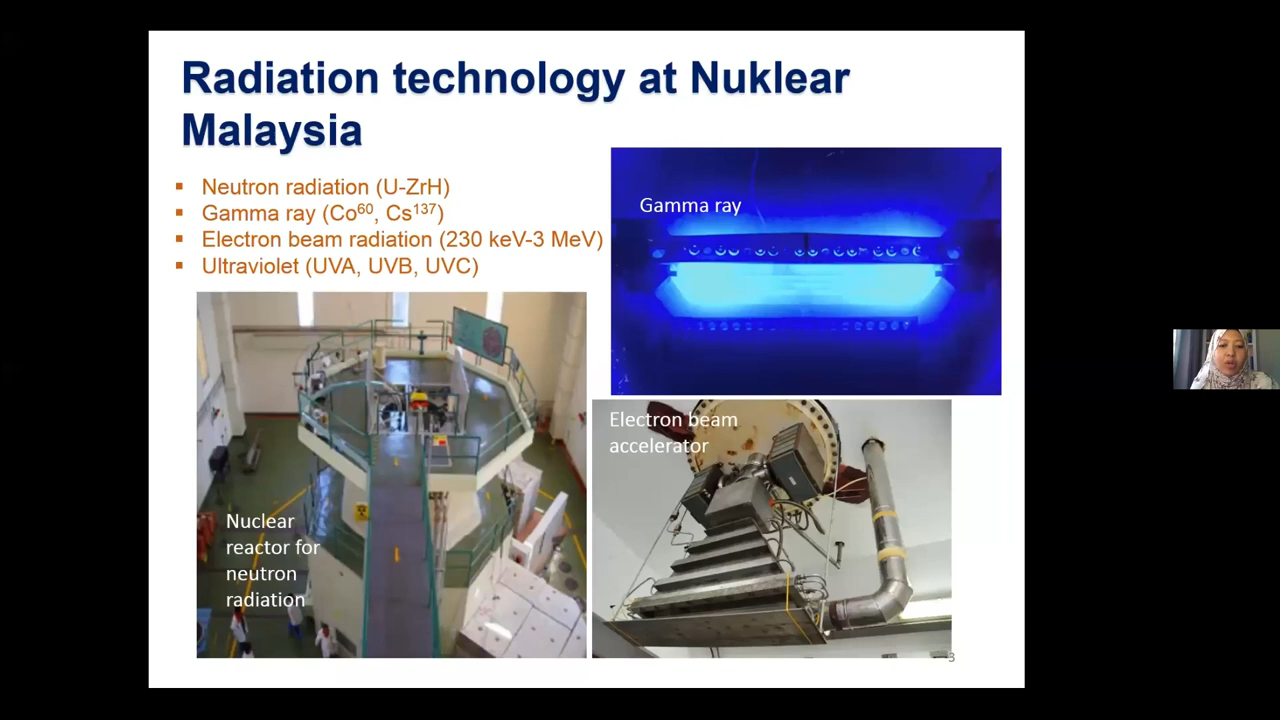 Radiation technology at Nuklear
Malaysia
▪ Neutron radiation (U-ZrH)
▪ Gamma ray (Co⁶⁰, Cs¹³⁷)
▪ Electron beam radiation (230 keV-3 MeV)
▪ Ultraviolet (UVA, UVB, UVC)
Gamma ray
Electron beam
accelerator
Nuclear
reactor for
neutron
radiation
3